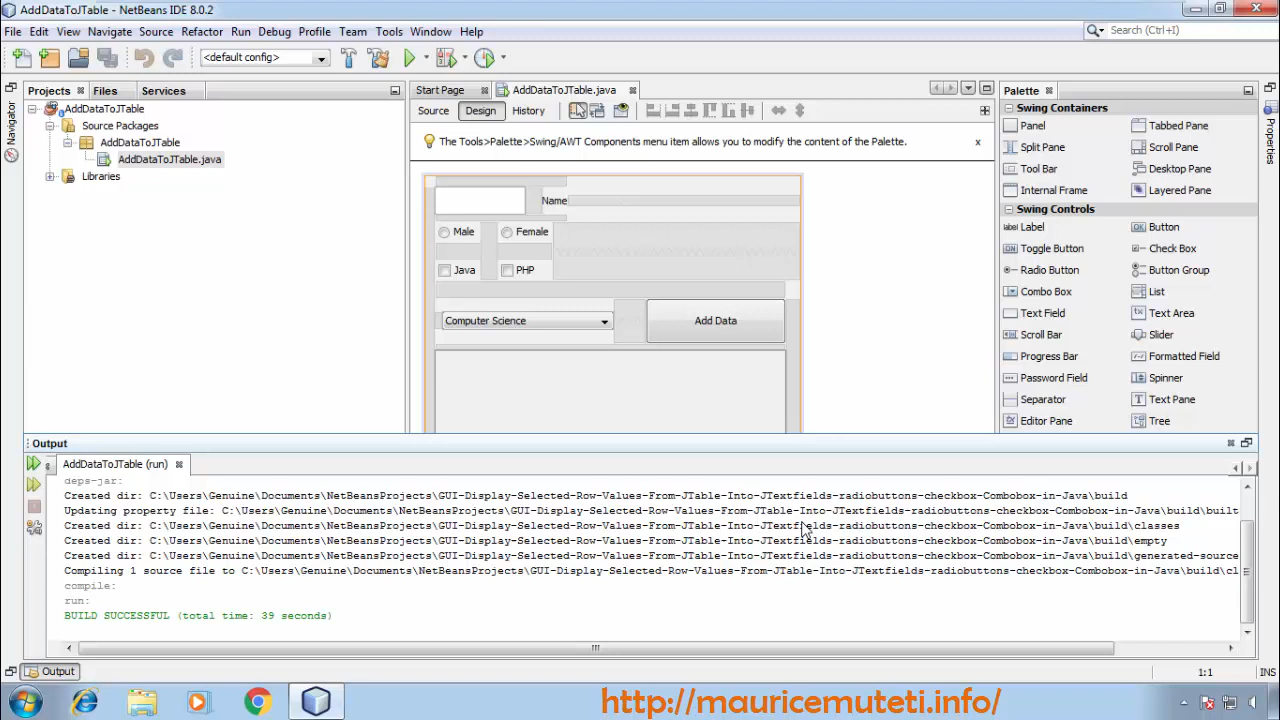 AddDataToJTable - NetBeans IDE 8.0.2
File Edit View Navigate Source Refactor Run Debug Profile Team Tools Window Help
Search (Ctrl+I)
<default config>
Projects Files Services
Start Page AddDataToJTable.java
Palette
Navigator
Properties
AddDataToJTable
Source Packages
AddDataToJTable
AddDataToJTable.java
Libraries
Source Design History
The Tools>Palette>Swing/AWT Components menu item allows you to modify the content of the Palette.
Name
Male Female
Java PHP
Computer Science Add Data
Swing Containers
Panel Tabbed Pane
Split Pane Scroll Pane
Tool Bar Desktop Pane
Internal Frame Layered Pane
Swing Controls
label Label OK Button
ON Toggle Button Check Box
Radio Button Button Group
Combo Box List
Text Field Text Area
Scroll Bar Slider
Progress Bar Formatted Field
Password Field Spinner
Separator Text Pane
Editor Pane Tree
Output
AddDataToJTable (run)
deps-jar:
Created dir: C:\Users\Genuine\Documents\NetBeansProjects\GUI-Display-Selected-Row-Values-From-JTable-Into-JTextfields-radiobuttons-checkbox-Combobox-in-Java\build
Updating property file: C:\Users\Genuine\Documents\NetBeansProjects\GUI-Display-Selected-Row-Values-From-JTable-Into-JTextfields-radiobuttons-checkbox-Combobox-in-Java\build\built
Created dir: C:\Users\Genuine\Documents\NetBeansProjects\GUI-Display-Selected-Row-Values-From-JTable-Into-JTextfields-radiobuttons-checkbox-Combobox-in-Java\build\classes
Created dir: C:\Users\Genuine\Documents\NetBeansProjects\GUI-Display-Selected-Row-Values-From-JTable-Into-JTextfields-radiobuttons-checkbox-Combobox-in-Java\build\empty
Created dir: C:\Users\Genuine\Documents\NetBeansProjects\GUI-Display-Selected-Row-Values-From-JTable-Into-JTextfields-radiobuttons-checkbox-Combobox-in-Java\build\generated-source
Compiling 1 source file to C:\Users\Genuine\Documents\NetBeansProjects\GUI-Display-Selected-Row-Values-From-JTable-Into-JTextfields-radiobuttons-checkbox-Combobox-in-Java\build\cl
compile:
run:
BUILD SUCCESSFUL (total time: 39 seconds)
Output
1:1 INS
http://mauricemuteti.info/